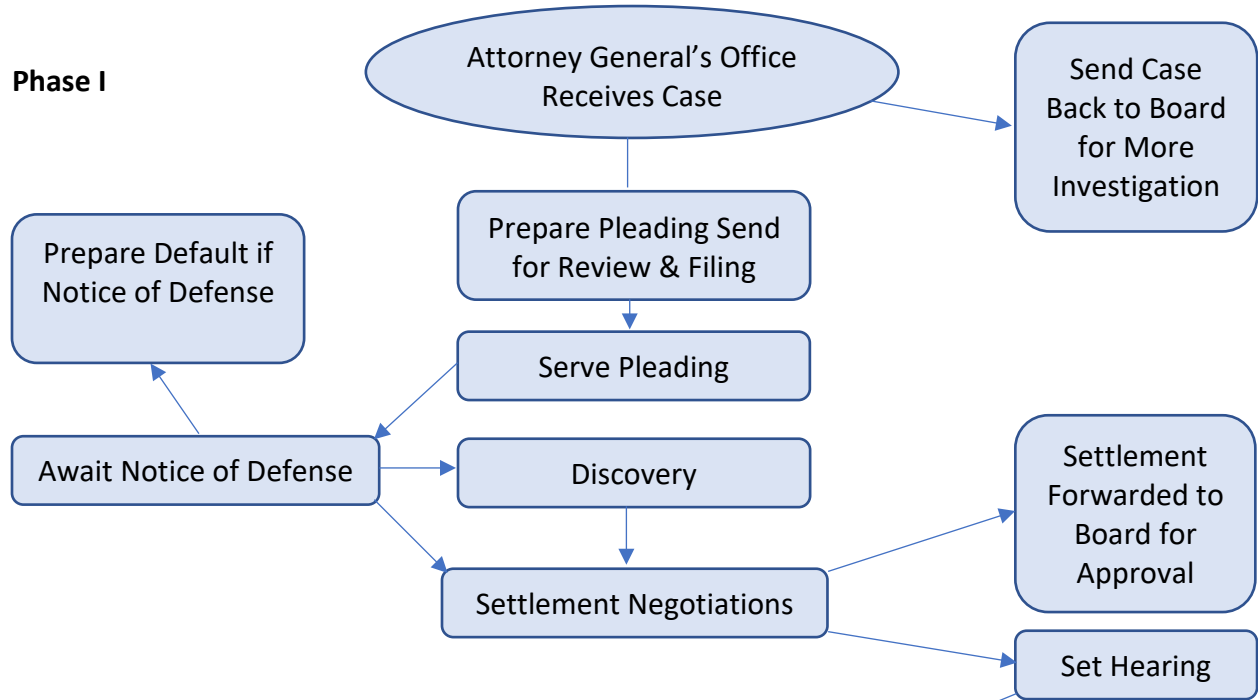 Phase I
Attorney General’s Office
Receives Case
Send Case
Back to Board
for More
Investigation
Prepare Pleading Send
for Review & Filing
Prepare Default if
Notice of Defense
Serve Pleading
Await Notice of Defense
Discovery
Settlement
Forwarded to
Board for
Approval
Settlement Negotiations
Set Hearing